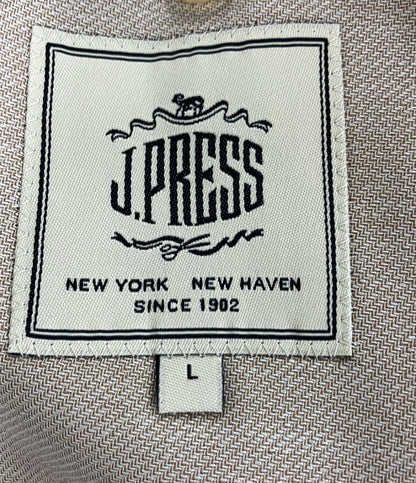 J.PRESS
NEW YORK NEW HAVEN
SINCE 1902
L